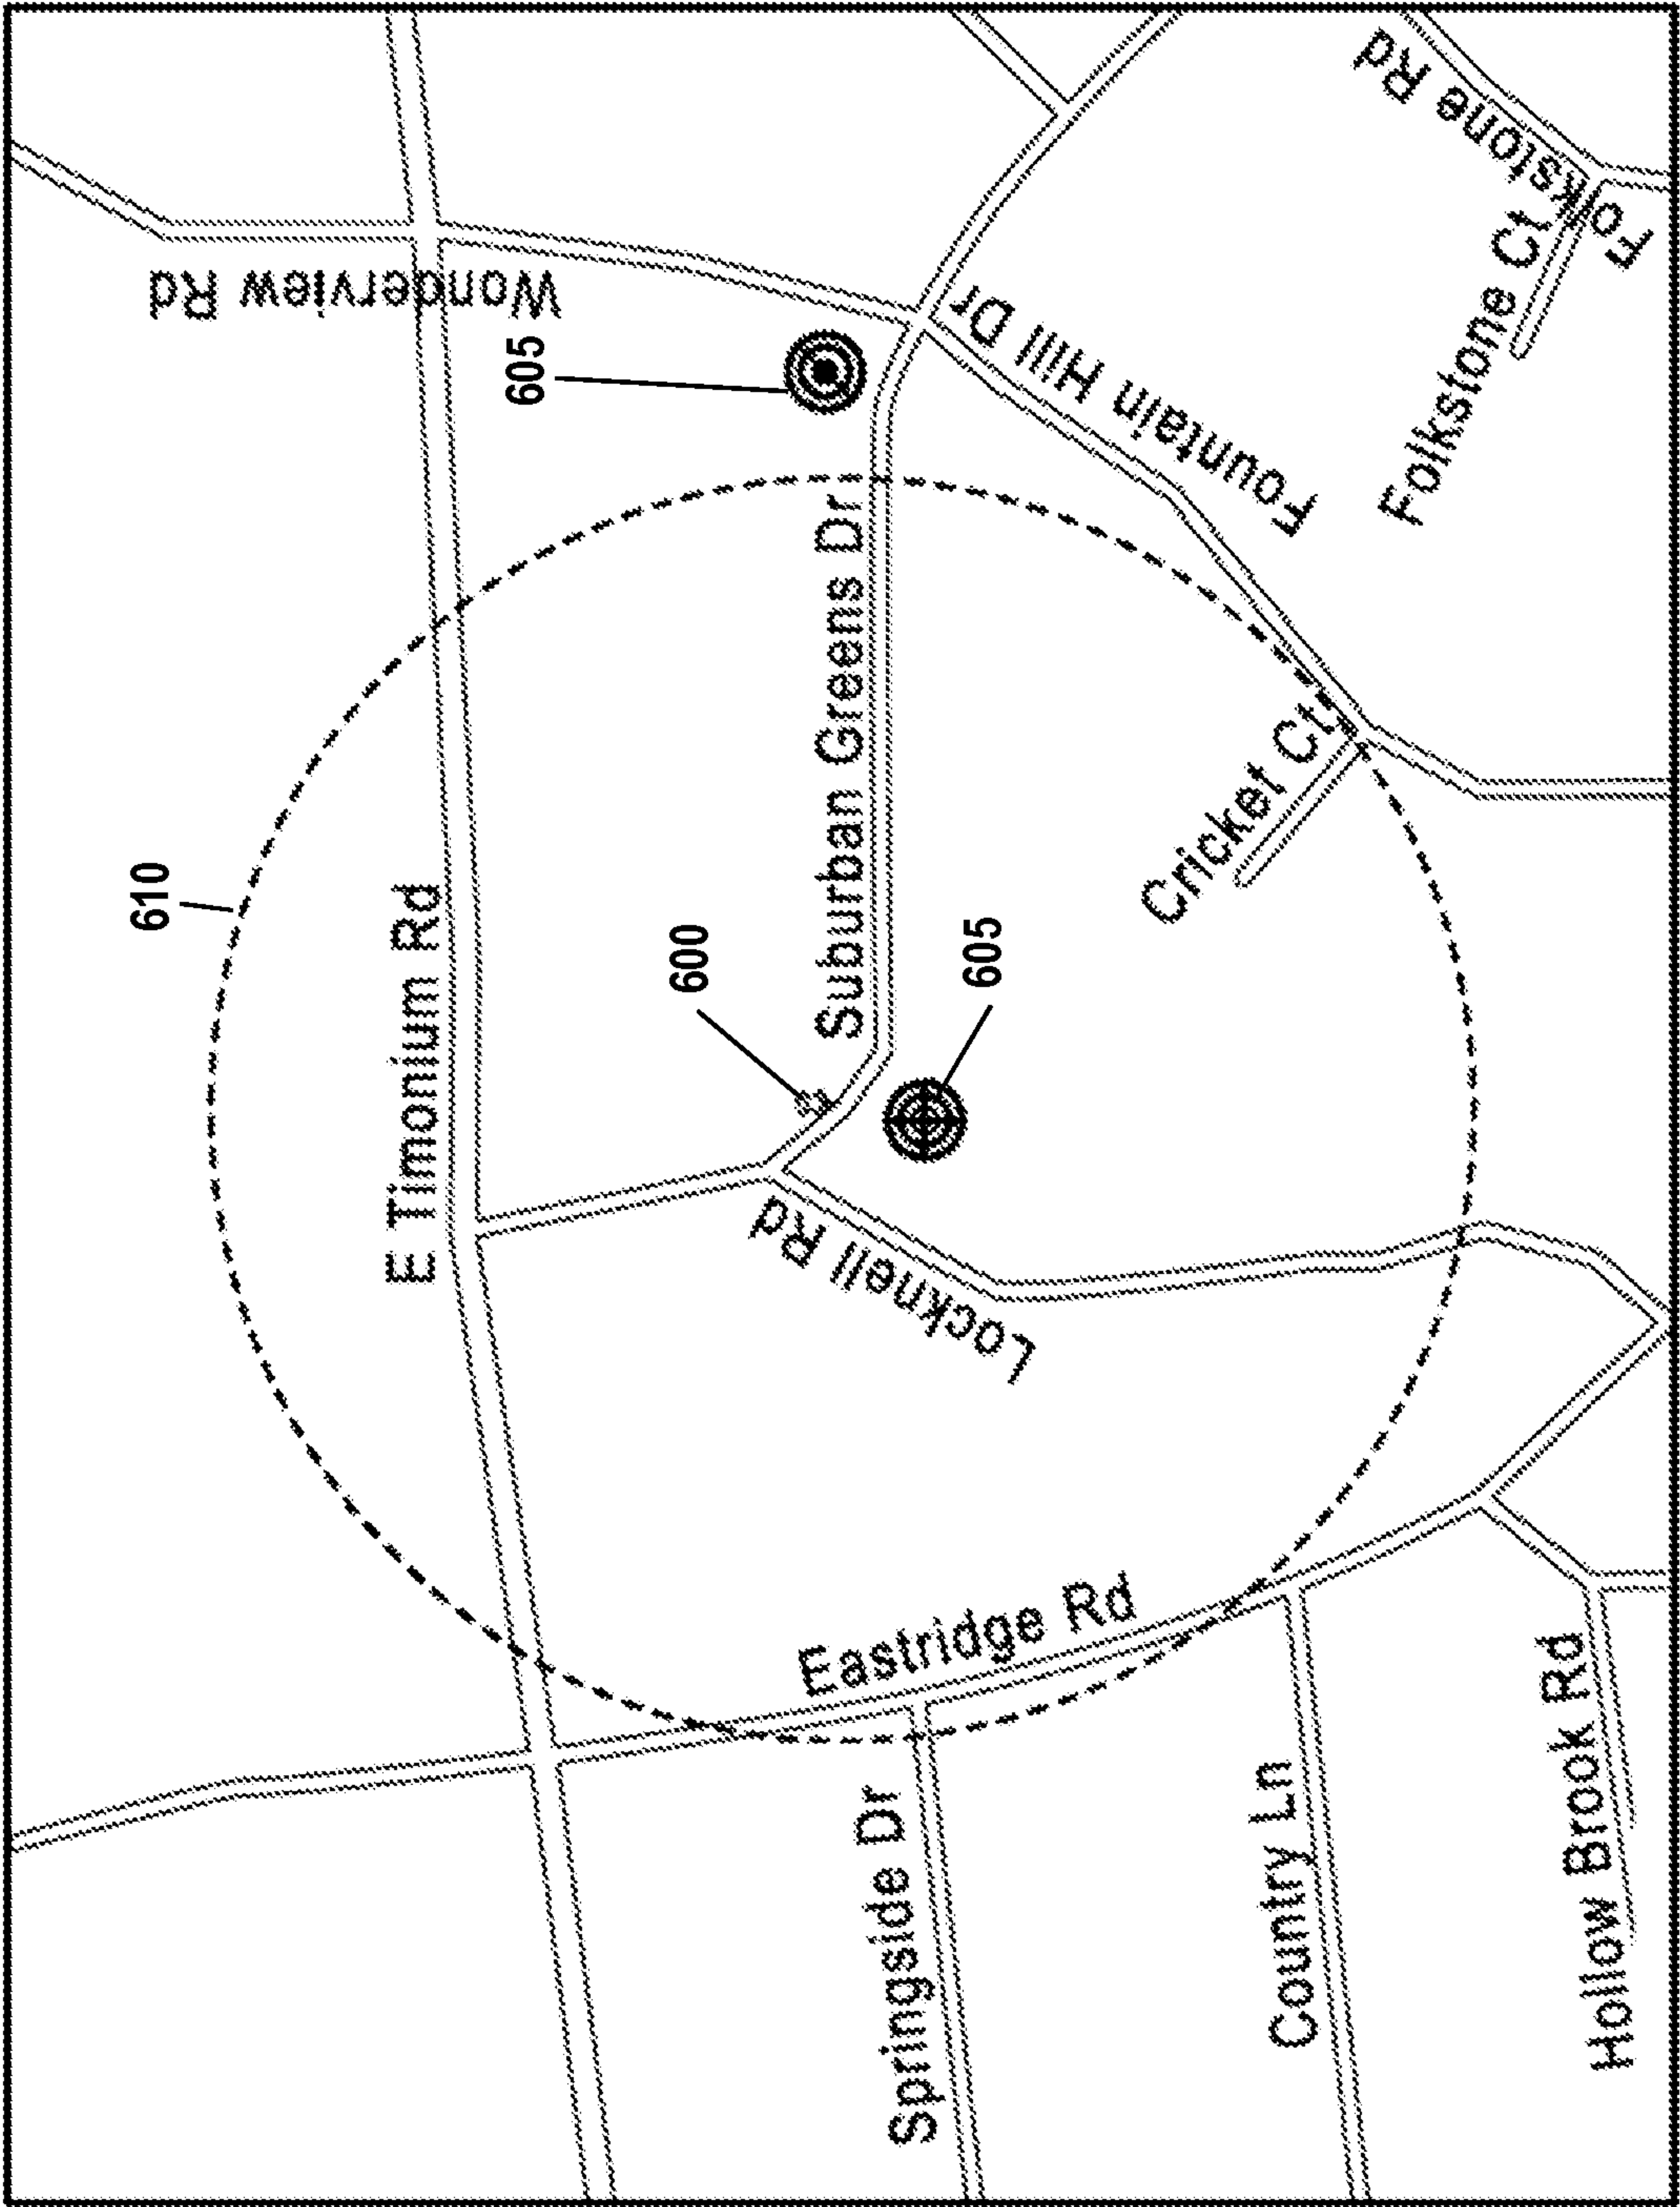 610
E Timonium Rd
Wonderview Rd
605
600
Suburban Greens Dr
605
Locknell Rd
Eastridge Rd
Springside Dr
Country Ln
Hollow Brook Rd
Cricket Ct
Fountain Hill Dr
Folkstone Ct
Folkstone Rd